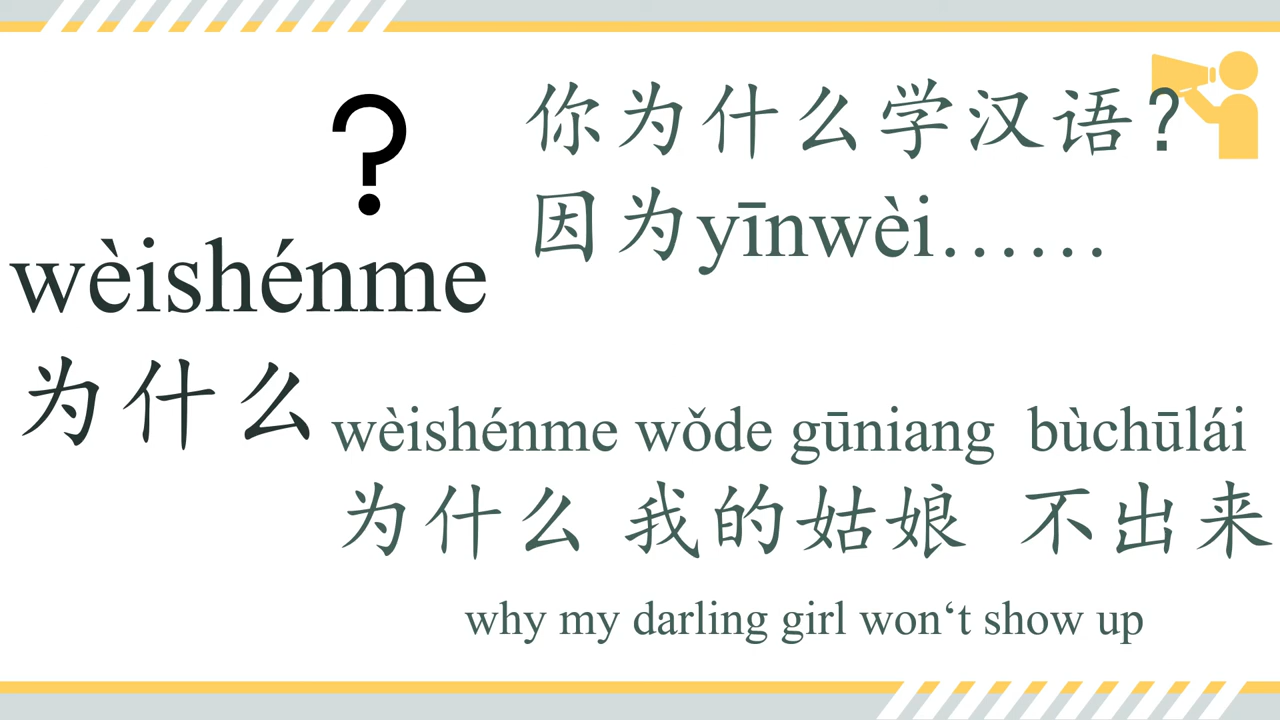 ?
wèishénme
为什么
你为什么学汉语?
因为yīnwèi……
wèishénme wǒde gūniang bùchūlái
为什么 我的姑娘 不出来
why my darling girl won‘t show up